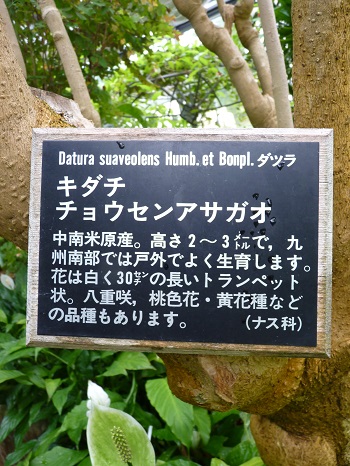 Datura suaveolens Humb. et Bonpl. ダツラ
キダチ
チョウセンアサガオ
中南米原産。高さ2〜3㍍で，九
州南部では戸外でよく生育します。
花は白く30㌢の長いトランペット
状。八重咲，桃色花・黄花種など
の品種もあります。　（ナス科）